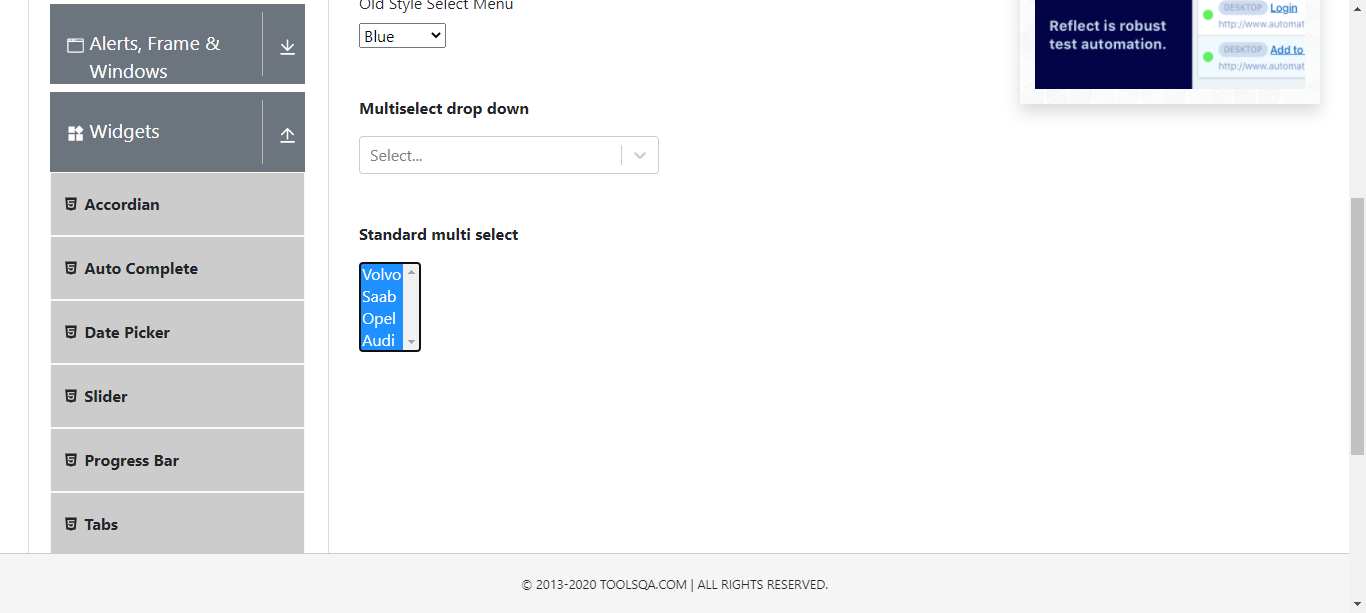 Alerts, Frame &
Windows
Widgets
Accordian
Auto Complete
Date Picker
Slider
Progress Bar
Tabs
Old Style Select Menu
Blue
Multiselect drop down
Select...
Standard multi select
Volvo
Saab
Opel
Audi
Reflect is robust
test automation.
DESKTOP Login
http://www.automat
DESKTOP Add to
http://www.automat
© 2013-2020 TOOLSQA.COM | ALL RIGHTS RESERVED.